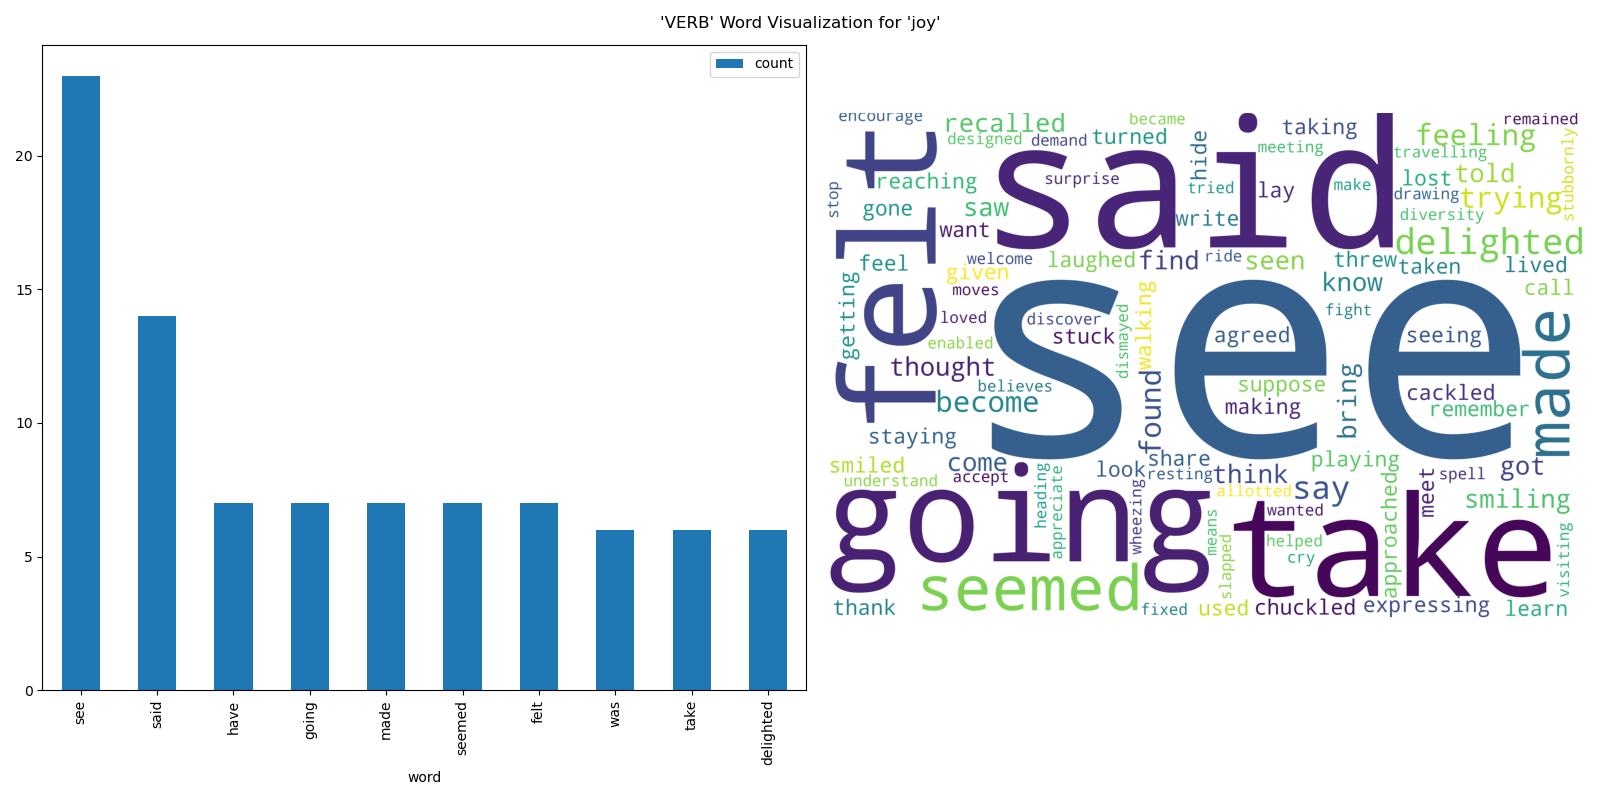 'VERB' Word Visualization for 'joy'
count
20
15
10
5
0
see
said
have
going
made
seemed
felt
was
take
delighted
word
encourage
recalled
became
taking
remained
designed
demand
turned
hide
meeting
feeling
travelling
stubbornly
felt
said
reaching
surprise
tried
lay
make
lost
told
stop
gone
saw
write
drawing
trying
diversity
want
delighted
feel
welcome
laughed
find
ride
seen
threw
taken
lived
given
know
call
getting
moves
see
loved
discover
dismayed
walking
fight
made
enabled
stuck
agreed
seeing
thought
believes
suppose
bring
cackled
become
found
making
remember
staying
smiled
come
look
share
playing
got
understand
accept
resting
think
spell
heading
appreciate
allotted
say
approached
meet
smiling
going
wheezing
means
wanted
take
seemed
slapped
helped
cry
visiting
thank
fixed
used
chuckled
expressing
learn